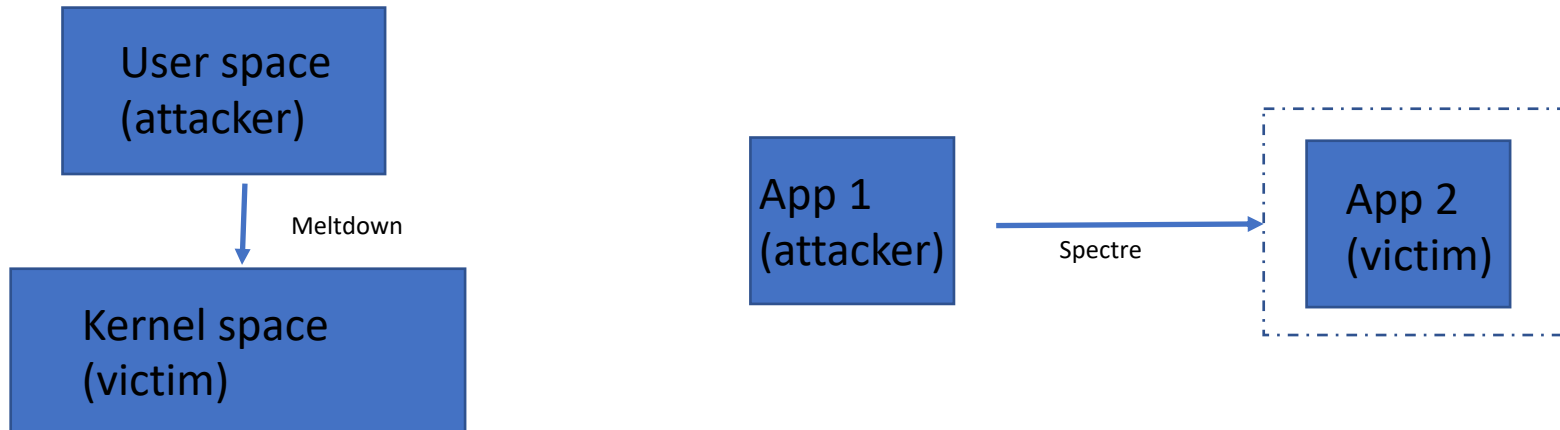 User space
(attacker)
Meltdown
Kernel space
(victim)
App 1
(attacker)
Spectre
App 2
(victim)